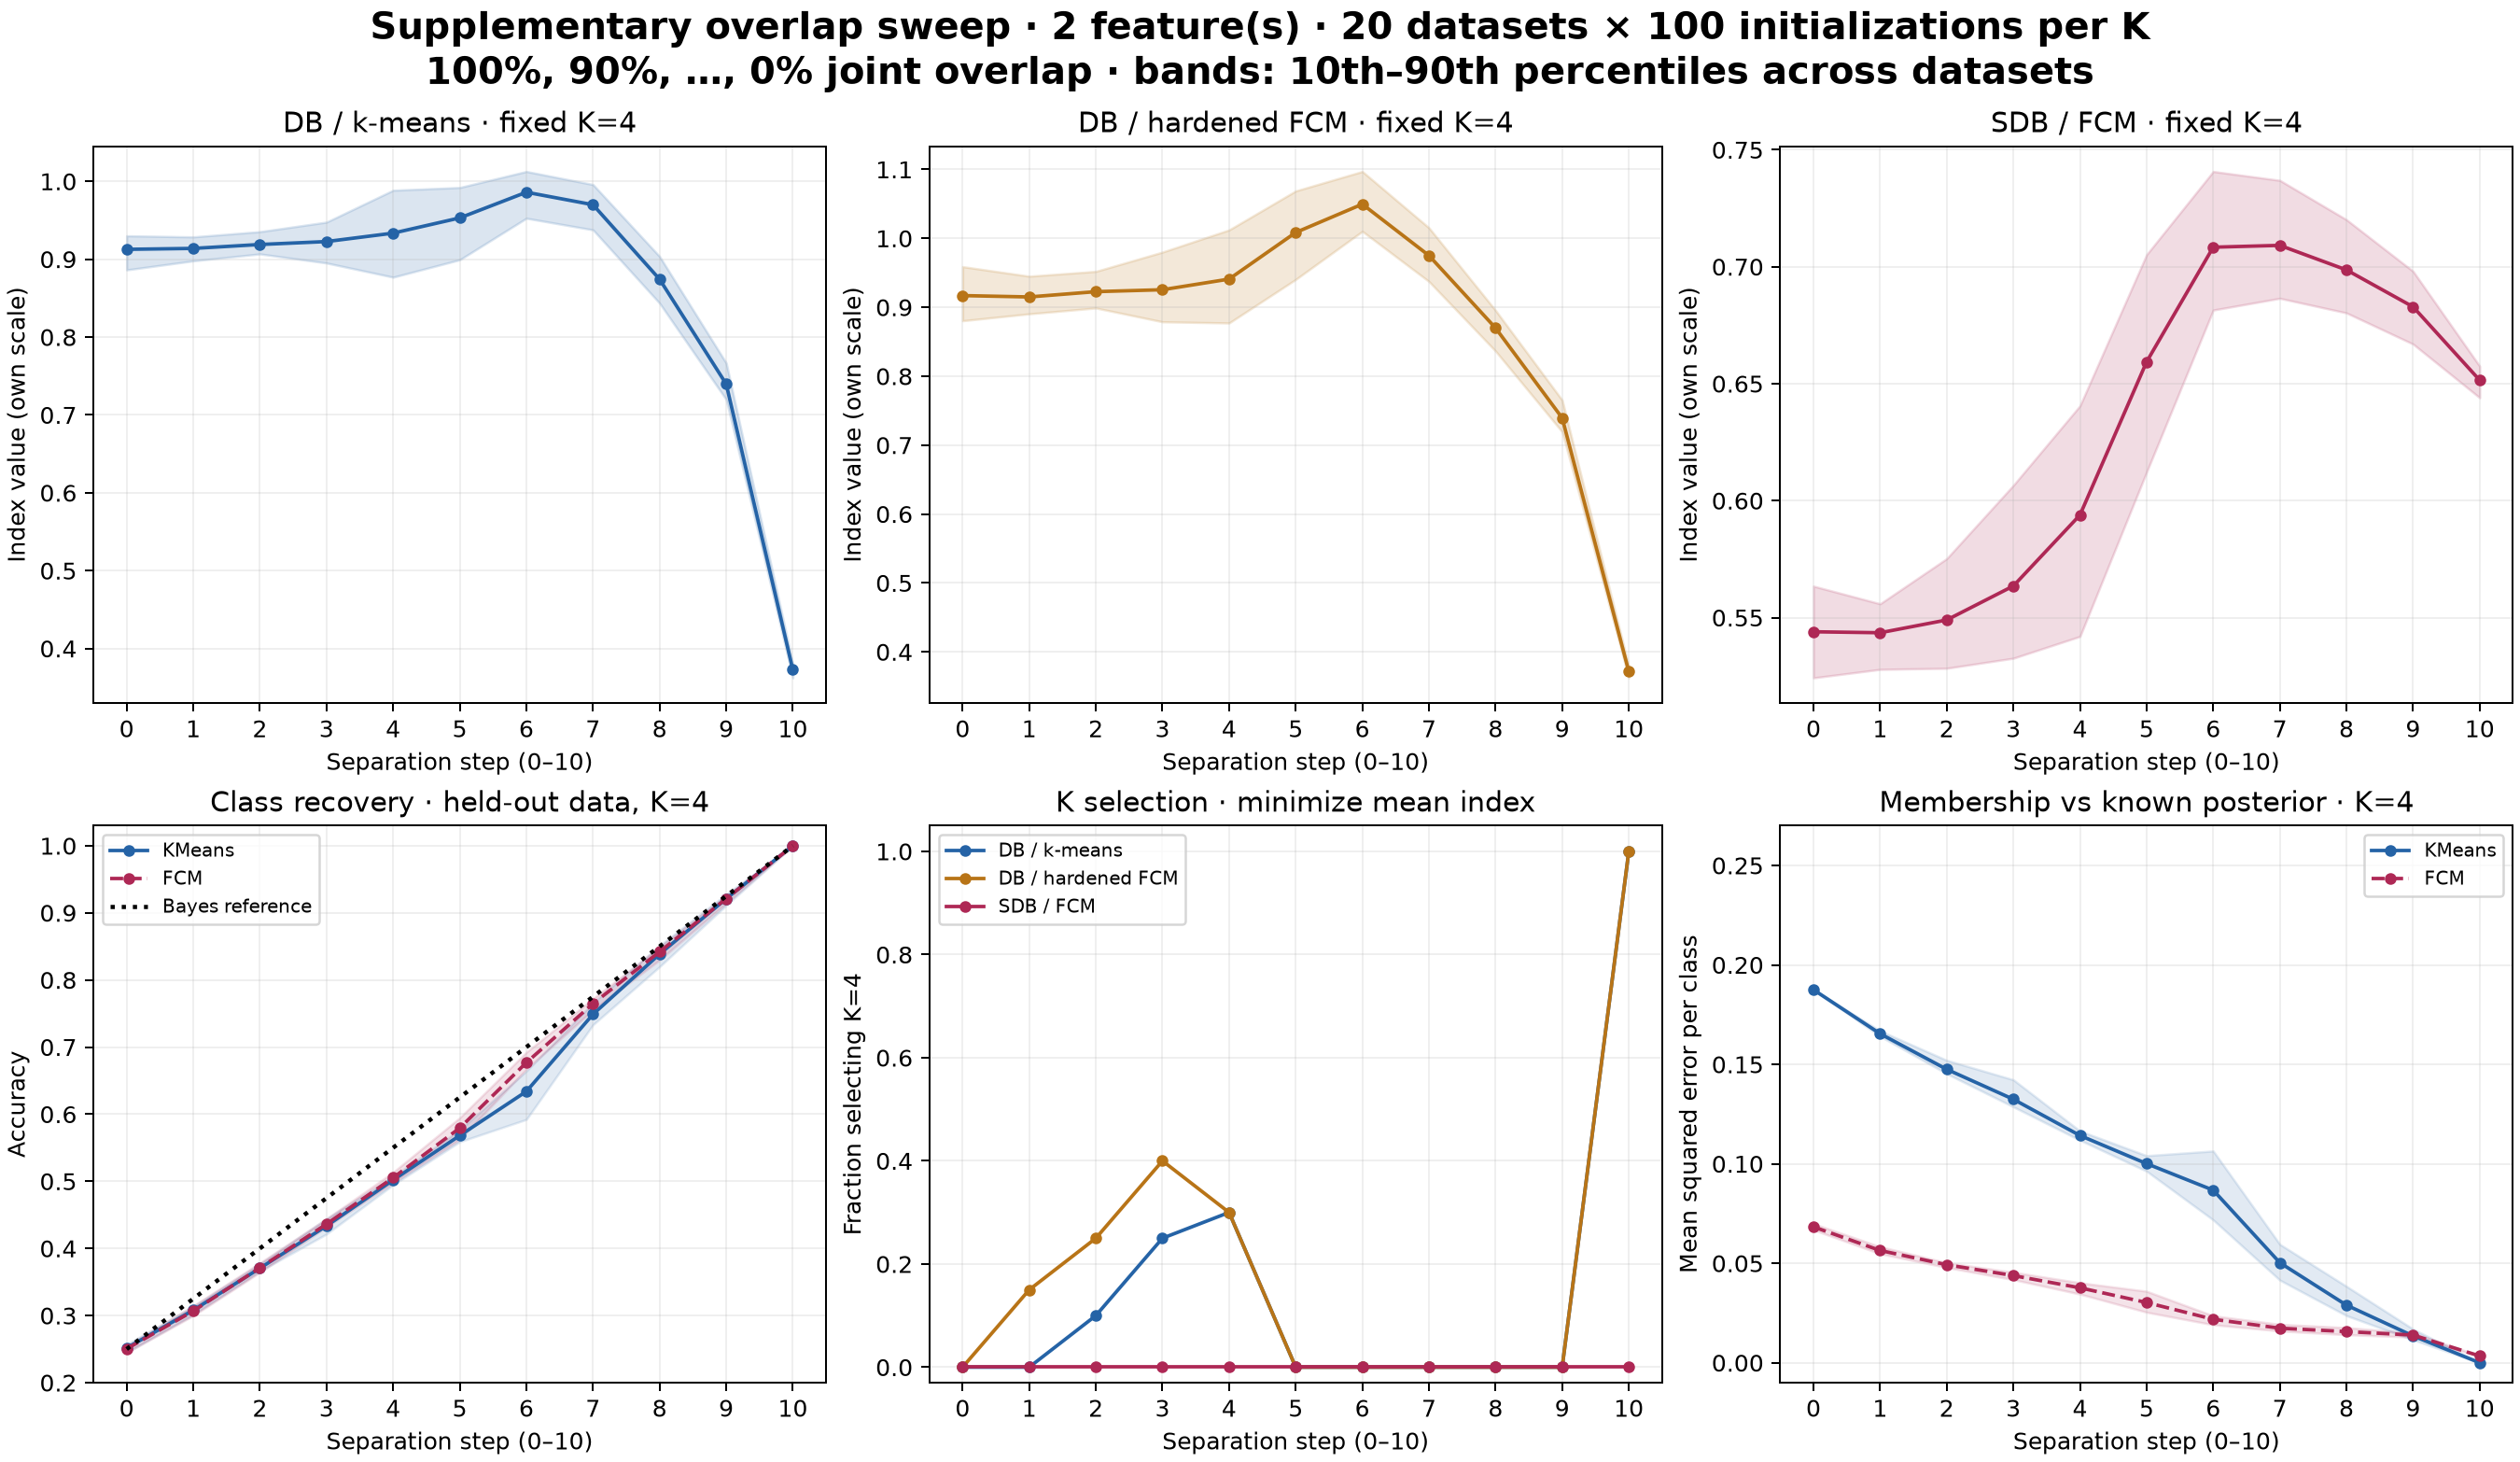 Supplementary overlap sweep · 2 feature(s) · 20 datasets × 100 initializations per K
100%, 90%, ..., 0% joint overlap · bands: 10th–90th percentiles across datasets
DB / k-means · fixed K=4
Index value (own scale)
1.0
0.9
0.8
0.7
0.6
0.5
0.4
0 1 2 3 4 5 6 7 8 9 10
Separation step (0–10)
DB / hardened FCM · fixed K=4
Index value (own scale)
1.1
1.0
0.9
0.8
0.7
0.6
0.5
0.4
0 1 2 3 4 5 6 7 8 9 10
Separation step (0–10)
SDB / FCM · fixed K=4
Index value (own scale)
0.75
0.70
0.65
0.60
0.55
0 1 2 3 4 5 6 7 8 9 10
Separation step (0–10)
Class recovery · held-out data, K=4
KMeans
FCM
Bayes reference
Accuracy
1.0
0.9
0.8
0.7
0.6
0.5
0.4
0.3
0.2
0 1 2 3 4 5 6 7 8 9 10
Separation step (0–10)
K selection · minimize mean index
DB / k-means
DB / hardened FCM
SDB / FCM
Fraction selecting K=4
1.0
0.8
0.6
0.4
0.2
0.0
0 1 2 3 4 5 6 7 8 9 10
Separation step (0–10)
Membership vs known posterior · K=4
KMeans
FCM
Mean squared error per class
0.25
0.20
0.15
0.10
0.05
0.00
0 1 2 3 4 5 6 7 8 9 10
Separation step (0–10)